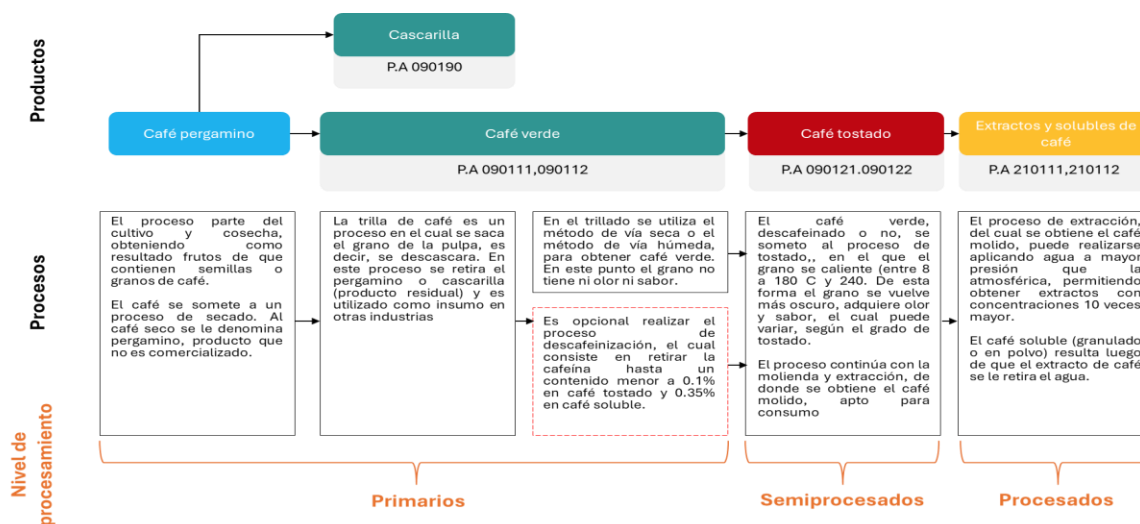 Productos
Cascarilla
P.A 090190
Café pergamino
Café verde
P.A 090111,090112
Café tostado
P.A 090121.090122
Extractos y solubles de
café
P.A 210111,210112
Procesos
El proceso parte del
cultivo y cosecha,
obteniendo como
resultado frutos de que
contienen semillas o
granos de café.
El café se somete a un
proceso de secado. Al
café seco se le denomina
pergamino, producto que
no es comercializado.
La trilla de café es un
proceso en el cual se saca
el grano de la pulpa, es
decir, se descascara. En
este proceso se retira el
pergamino o cascarilla
(producto residual) y es
utilizado como insumo en
otras industrias
En el trillado se utiliza el
método de vía seca o el
método de vía húmeda,
para obtener café verde.
En este punto el grano no
tiene ni olor ni sabor.
Es opcional realizar el
proceso de
descafeinización, el cual
consiste en retirar la
cafeína hasta un
contenido menor a 0.1%
en café tostado y 0.35%
en café soluble.
El café verde,
descafeinado o no, se
someto al proceso de
tostado,, en el que el
grano se caliente (entre 8
a 180 C y 240. De esta
forma el grano se vuelve
más oscuro, adquiere olor
y sabor, el cual puede
variar, según el grado de
tostado.
El proceso continúa con la
molienda y extracción, de
donde se obtiene el café
molido, apto para
consumo
El proceso de extracción,
del cual se obtiene el café
molido, puede realizarse
aplicando agua a mayor
presión que la
atmosférica, permitiendo
obtener extractos con
concentraciones 10 veces
mayor.
El café soluble (granulado
o en polvo) resulta luego
de que el extracto de café
se le retira el agua.
Nivel de
procesamiento
Primarios
Semiprocesados
Procesados